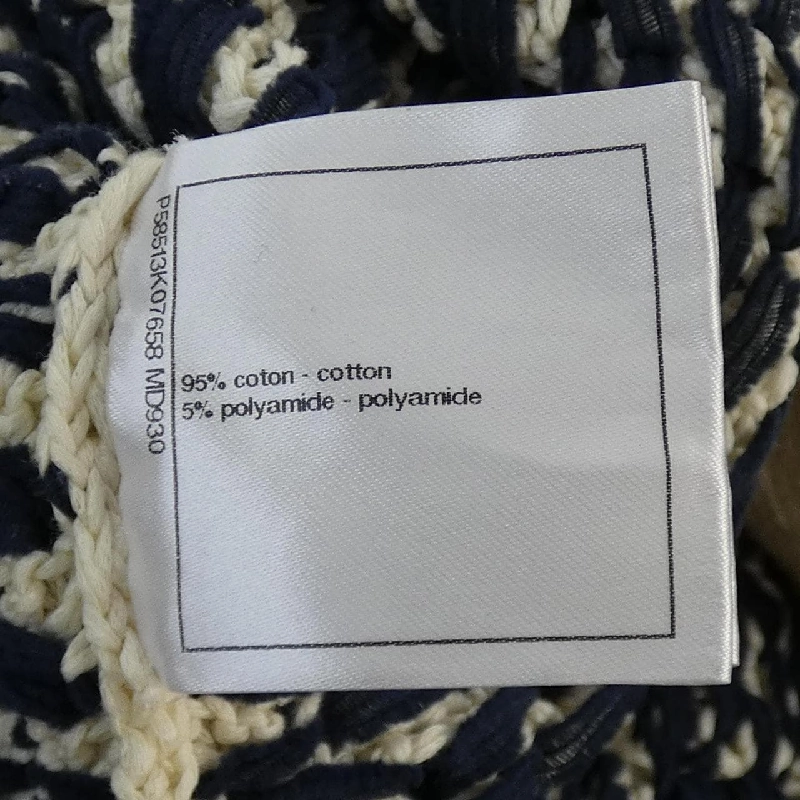 P58513K07658 MD930
95% coton - cotton
5% polyamide - polyamide